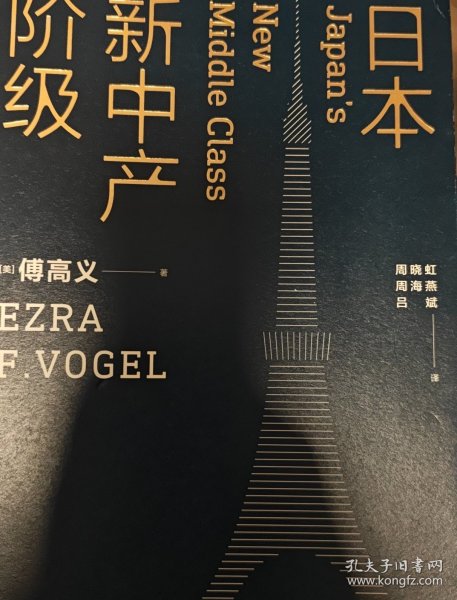 日本
Japan's
New
Middle Class
新中产
阶级
[美]
傅高义
著
EZRA
F. VOGEL
周晓虹
周海燕
吕斌
译
孔夫子旧书网
www.kongfz.com